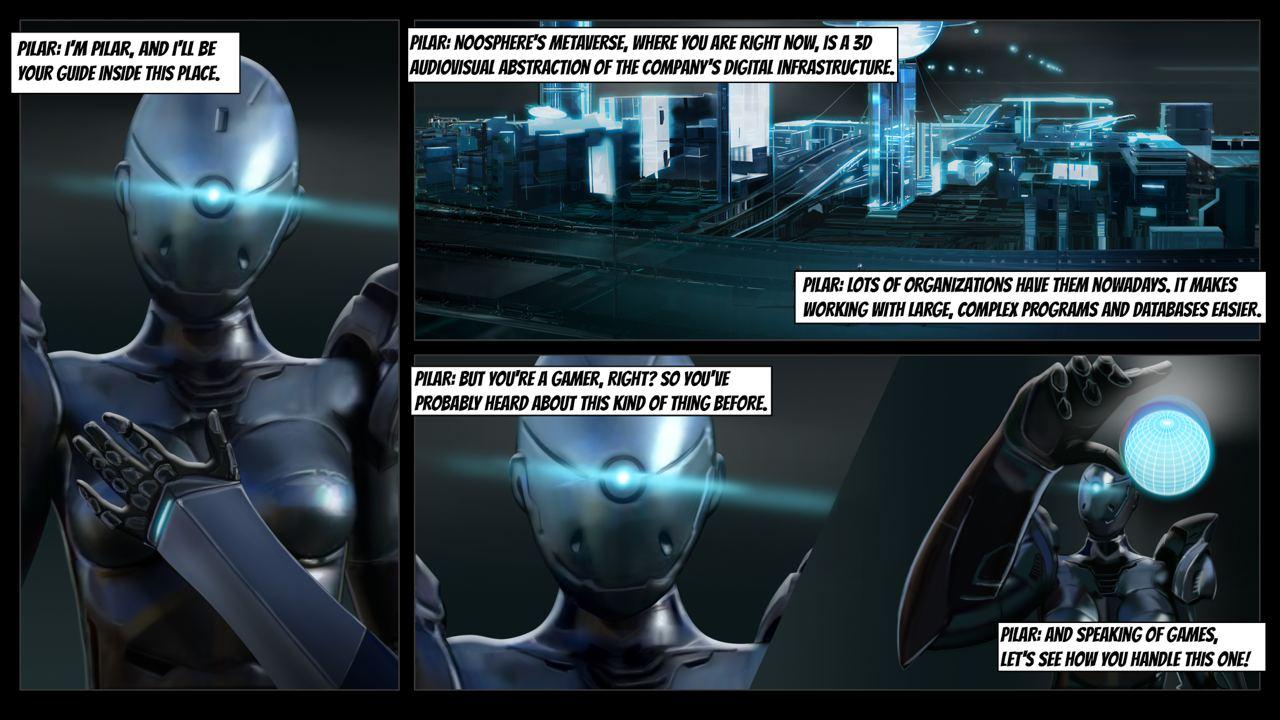 PILAR: I'M PILAR, AND I'LL BE
YOUR GUIDE INSIDE THIS PLACE.
PILAR: NOOSPHERE'S METAVERSE, WHERE YOU ARE RIGHT NOW, IS A 3D
AUDIOVISUAL ABSTRACTION OF THE COMPANY'S DIGITAL INFRASTRUCTURE.
PILAR: LOTS OF ORGANIZATIONS HAVE THEM NOWADAYS. IT MAKES
WORKING WITH LARGE, COMPLEX PROGRAMS AND DATABASES EASIER.
PILAR: BUT YOU'RE A GAMER, RIGHT? SO YOU'VE
PROBABLY HEARD ABOUT THIS KIND OF THING BEFORE.
PILAR: AND SPEAKING OF GAMES,
LET'S SEE HOW YOU HANDLE THIS ONE!